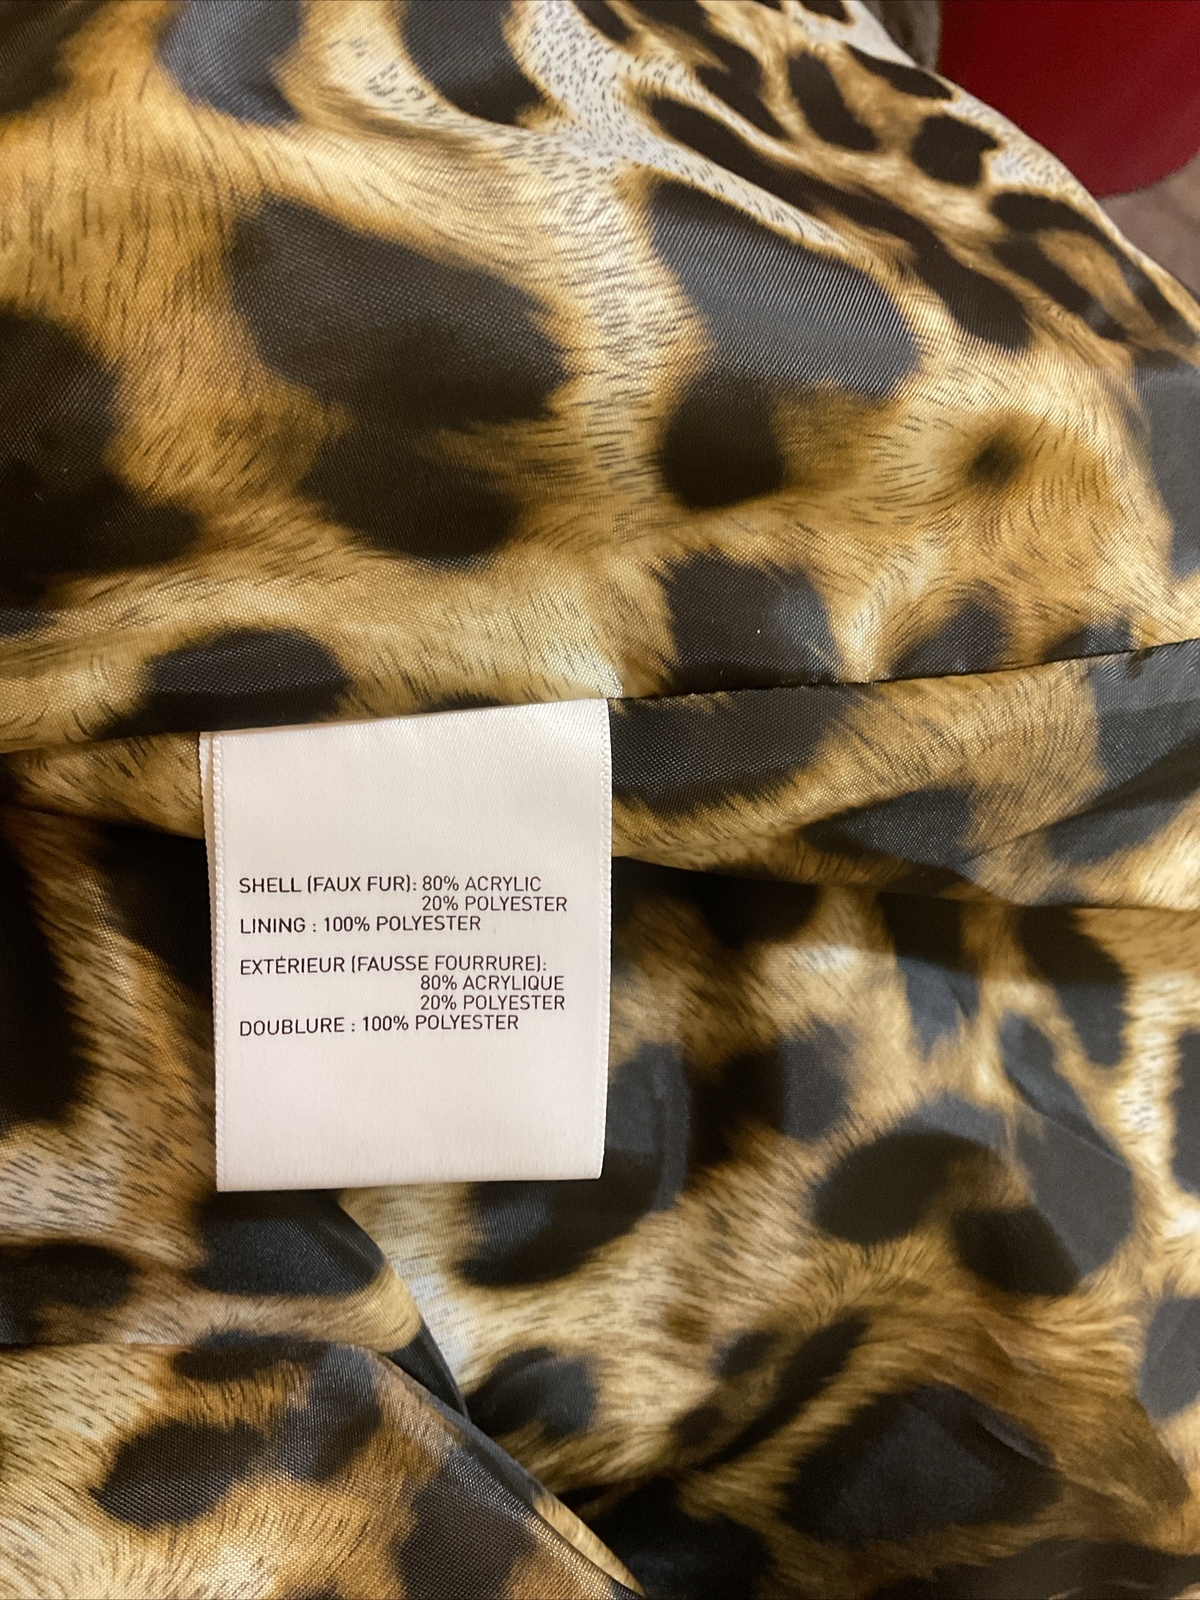 SHELL (FAUX FUR): 80% ACRYLIC
20% POLYESTER
LINING : 100% POLYESTER
EXTÉRIEUR (FAUSSE FOURRURE):
80% ACRYLIQUE
20% POLYESTER
DOUBLURE : 100% POLYESTER